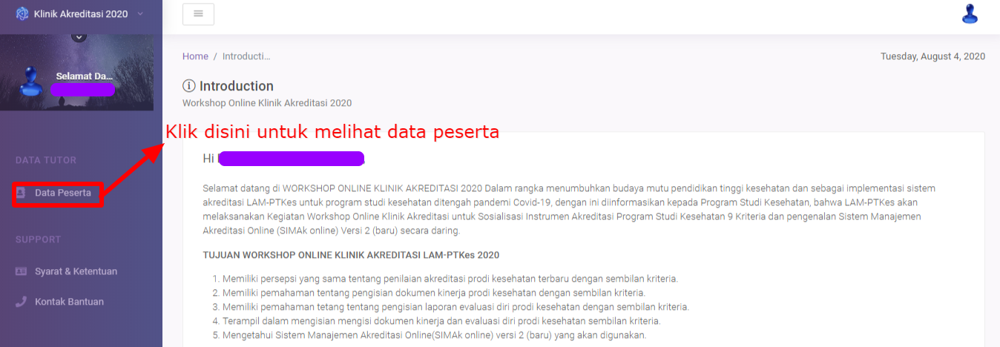 Klinik Akreditasi 2020
Selamat Da...
DATA TUTOR
Data Peserta
SUPPORT
Syarat & Ketentuan
Kontak Bantuan
Home / Introducti...
Tuesday, August 4, 2020
Introduction
Workshop Online Klinik Akreditasi 2020
Klik disini untuk melihat data peserta
Hi
Selamat datang di WORKSHOP ONLINE KLINIK AKREDITASI 2020 Dalam rangka menumbuhkan budaya mutu pendidikan tinggi kesehatan dan sebagai implementasi sistem
akreditasi LAM-PTKes untuk program studi kesehatan ditengah pandemi Covid-19, dengan ini diinformasikan kepada Program Studi Kesehatan, bahwa LAM-PTKes akan
melaksanakan Kegiatan Workshop Online Klinik Akreditasi untuk Sosialisasi Instrumen Akreditasi Program Studi Kesehatan 9 Kriteria dan pengenalan Sistem Manajemen
Akreditasi Online (SIMAk online) Versi 2 (baru) secara daring.
TUJUAN WORKSHOP ONLINE KLINIK AKREDITASI LAM-PTKes 2020
1. Memiliki persepsi yang sama tentang penilaian akreditasi prodi kesehatan terbaru dengan sembilan kriteria.
2. Memiliki pemahaman tentang pengisian dokumen kinerja prodi kesehatan dengan sembilan kriteria.
3. Memiliki pemahaman tetang tentang pengisian laporan evaluasi diri prodi kesehatan dengan sembilan kriteria.
4. Terampil dalam mengisian mengisi dokumen kinerja dan evaluasi diri prodi kesehatan sembilan kriteria.
5. Mengetahui Sistem Manajemen Akreditasi Online(SIMAk online) versi 2 (baru) yang akan digunakan.